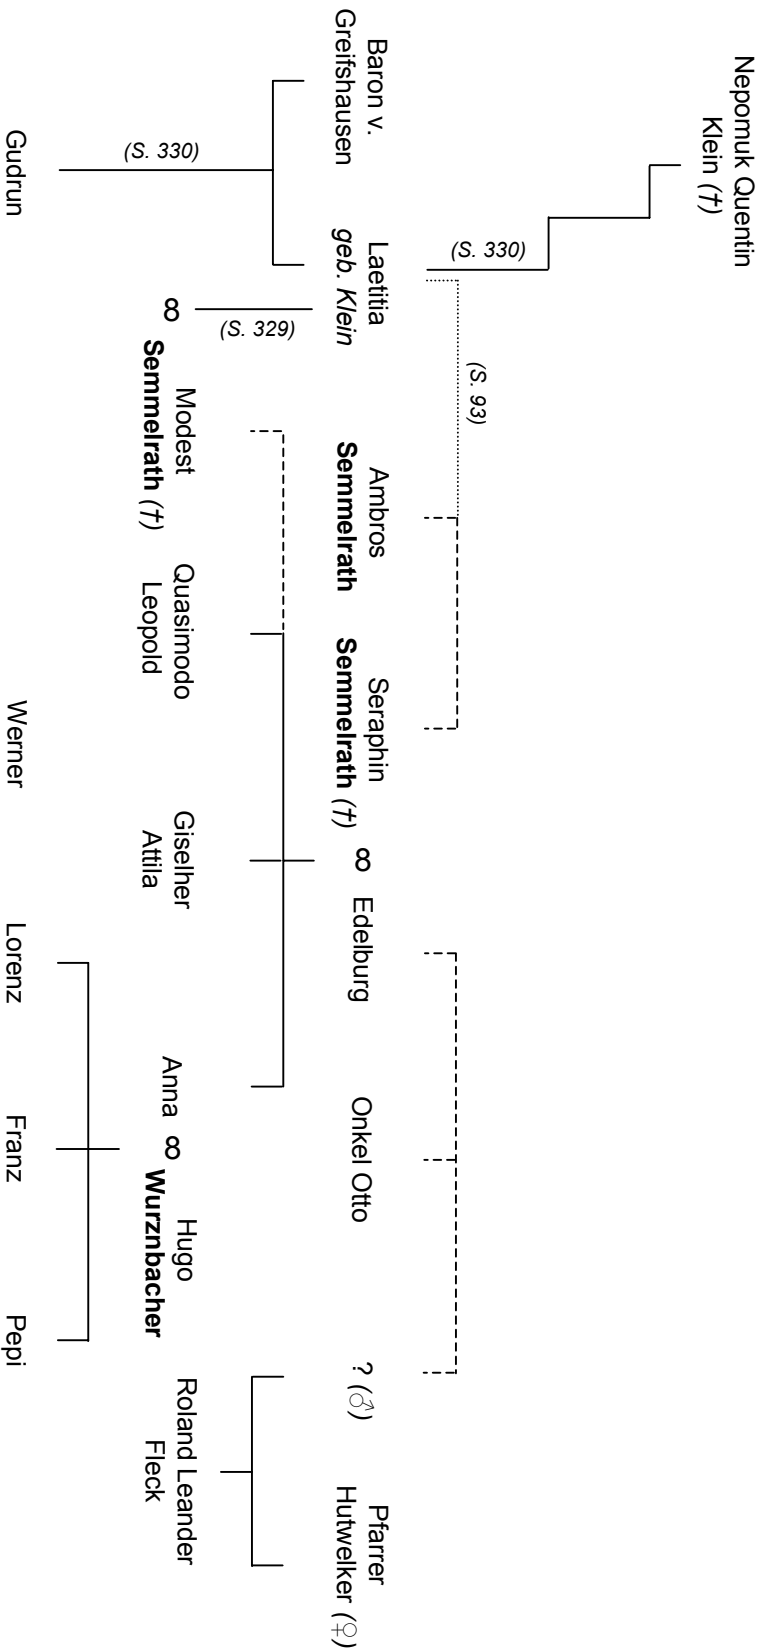 Nepomuk Quentin
Klein (†)
(S. 330)
(S. 93)
Baron v.
Greifshausen
Laetitia
geb. Klein
Ambros
Semmelrath
Seraphin
Semmelrath (†)
∞
Edelburg
Onkel Otto
? (♂)
Pfarrer
Hutwelker (♀)
(S. 330)
(S. 329)
∞
Modest
Semmelrath (†)
Quasimodo
Leopold
Giselher
Attila
Anna
∞
Hugo
Wurznbacher
Roland Leander
Fleck
Gudrun
Werner
Lorenz
Franz
Pepi